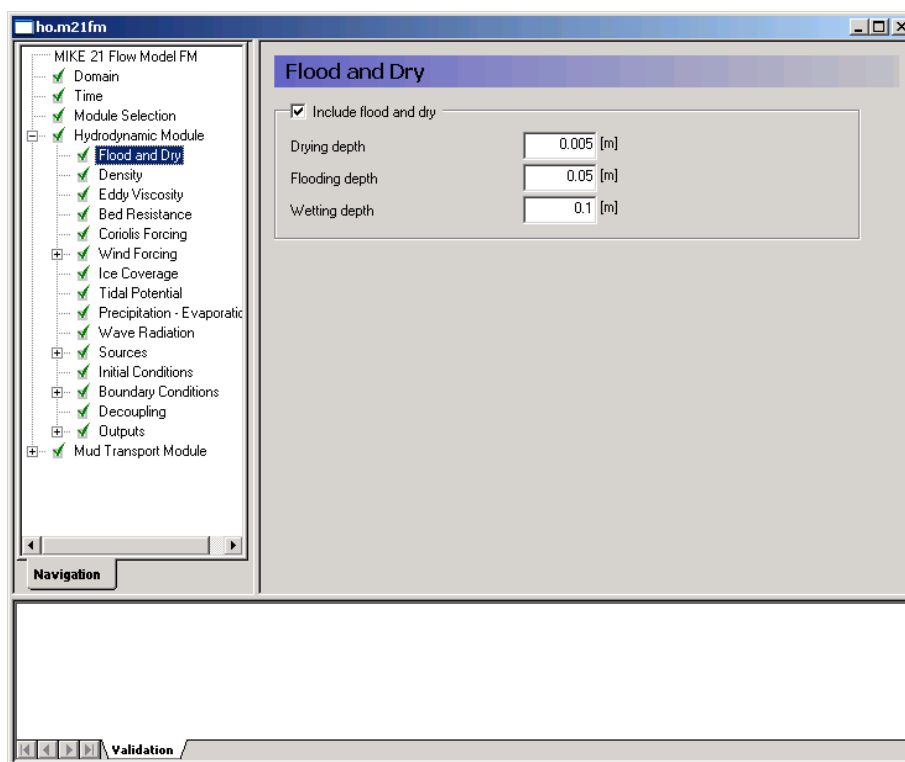 ho.m21fm
MIKE 21 Flow Model FM
Domain
Time
Module Selection
Hydrodynamic Module
Flood and Dry
Density
Eddy Viscosity
Bed Resistance
Coriolis Forcing
Wind Forcing
Ice Coverage
Tidal Potential
Precipitation - Evaporatic
Wave Radiation
Sources
Initial Conditions
Boundary Conditions
Decoupling
Outputs
Mud Transport Module
Navigation
Flood and Dry
Include flood and dry
Drying depth 0.005 [m]
Flooding depth 0.05 [m]
Wetting depth 0.1 [m]
Validation